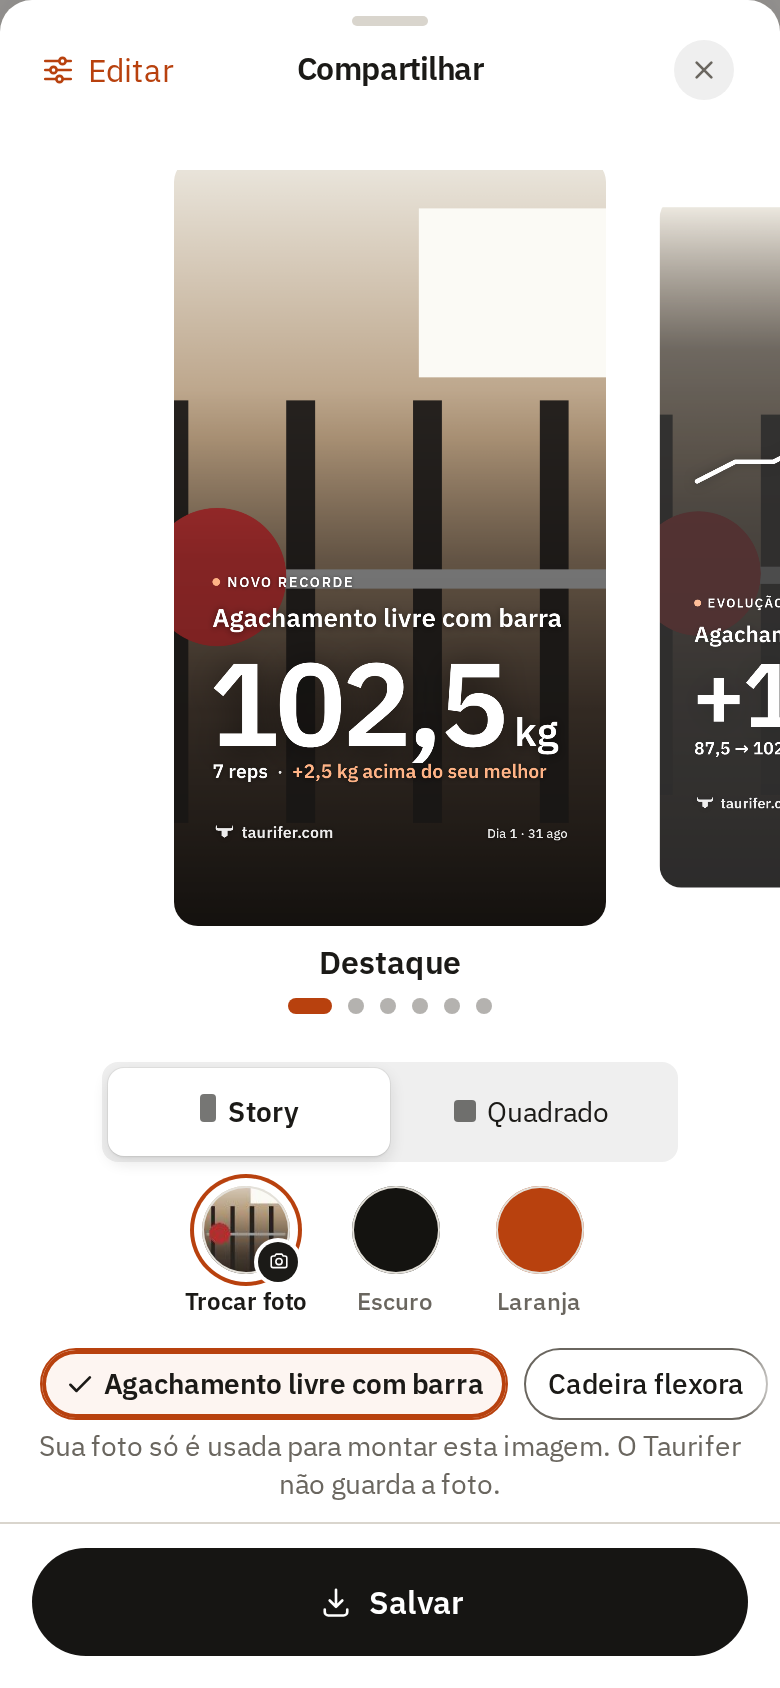 Editar
Compartilhar
NOVO RECORDE
Agachamento livre com barra
102,5 kg
7 reps · +2,5 kg acima do seu melhor
taurifer.com
Dia 1 · 31 ago
EVOLUÇÃO
Agachan
+1
87,5 → 102
taurifer.c
Destaque
Story
Quadrado
Trocar foto
Escuro
Laranja
Agachamento livre com barra
Cadeira flexora
Sua foto só é usada para montar esta imagem. O Taurifer
não guarda a foto.
Salvar